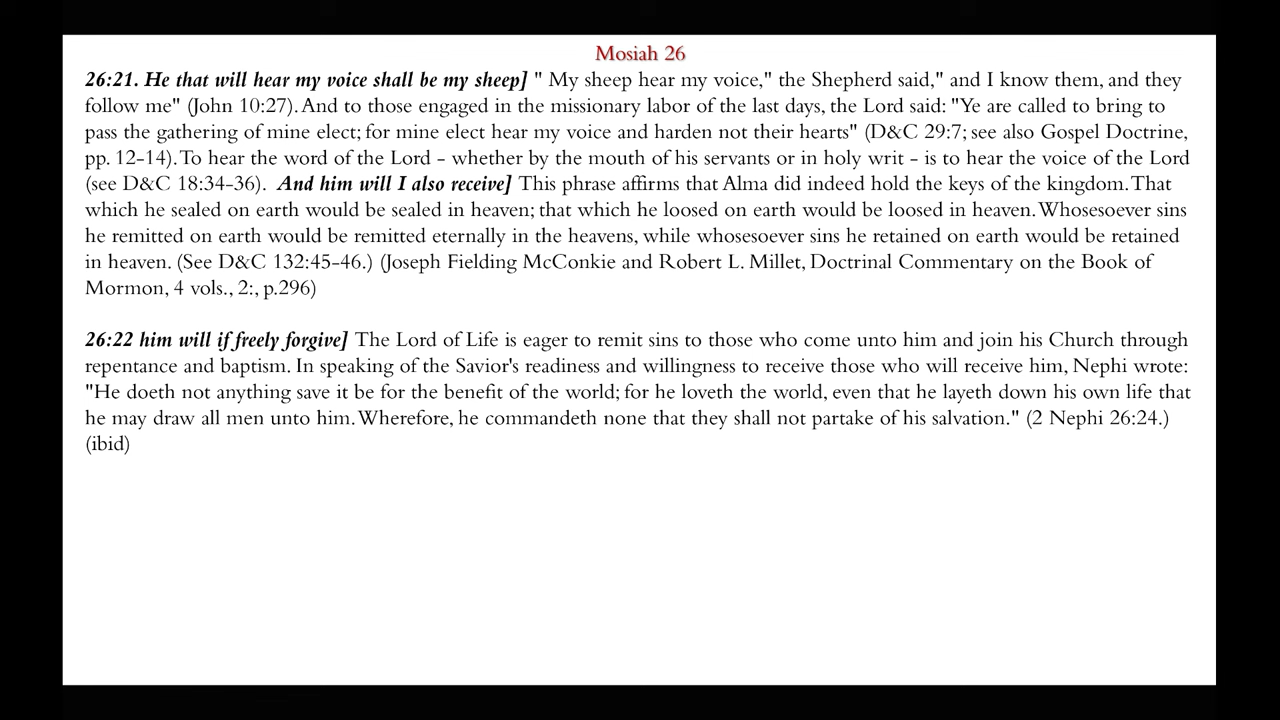 Mosiah 26
26:21. He that will hear my voice shall be my sheep] " My sheep hear my voice," the Shepherd said," and I know them, and they
follow me" (John 10:27). And to those engaged in the missionary labor of the last days, the Lord said: "Ye are called to bring to
pass the gathering of mine elect; for mine elect hear my voice and harden not their hearts" (D&C 29:7; see also Gospel Doctrine,
pp. 12-14). To hear the word of the Lord - whether by the mouth of his servants or in holy writ - is to hear the voice of the Lord
(see D&C 18:34-36). And him will I also receive] This phrase affirms that Alma did indeed hold the keys of the kingdom. That
which he sealed on earth would be sealed in heaven; that which he loosed on earth would be loosed in heaven. Whosesoever sins
he remitted on earth would be remitted eternally in the heavens, while whosesoever sins he retained on earth would be retained
in heaven. (See D&C 132:45-46.) (Joseph Fielding McConkie and Robert L. Millet, Doctrinal Commentary on the Book of
Mormon, 4 vols., 2:, p.296)
26:22 him will if freely forgive] The Lord of Life is eager to remit sins to those who come unto him and join his Church through
repentance and baptism. In speaking of the Savior's readiness and willingness to receive those who will receive him, Nephi wrote:
"He doeth not anything save it be for the benefit of the world; for he loveth the world, even that he layeth down his own life that
he may draw all men unto him. Wherefore, he commandeth none that they shall not partake of his salvation." (2 Nephi 26:24.)
(ibid)